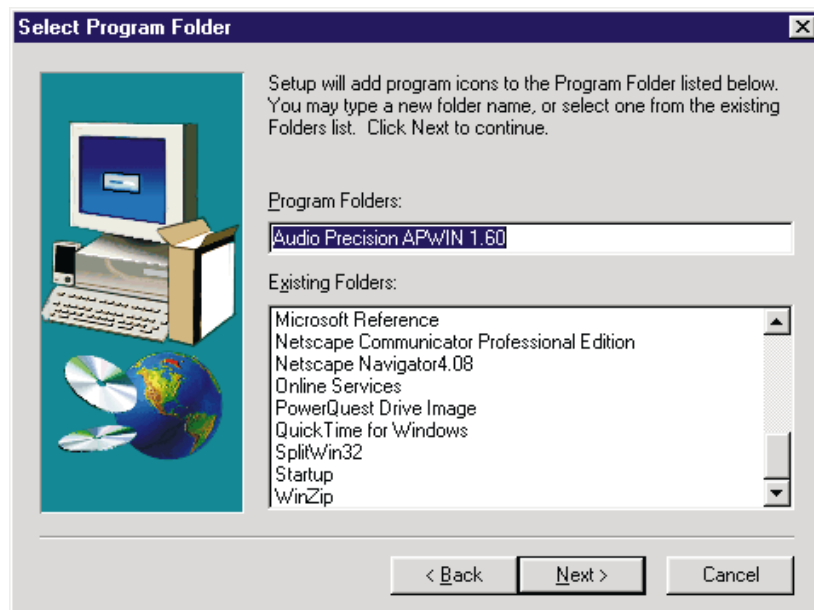 Select Program Folder
Setup will add program icons to the Program Folder listed below.
You may type a new folder name, or select one from the existing
Folders list. Click Next to continue.
Program Folders:
Audio Precision APWIN 1.60
Existing Folders:
Microsoft Reference
Netscape Communicator Professional Edition
Netscape Navigator4.08
Online Services
PowerQuest Drive Image
QuickTime for Windows
SplitWin32
Startup
WinZip
< Back
Next >
Cancel